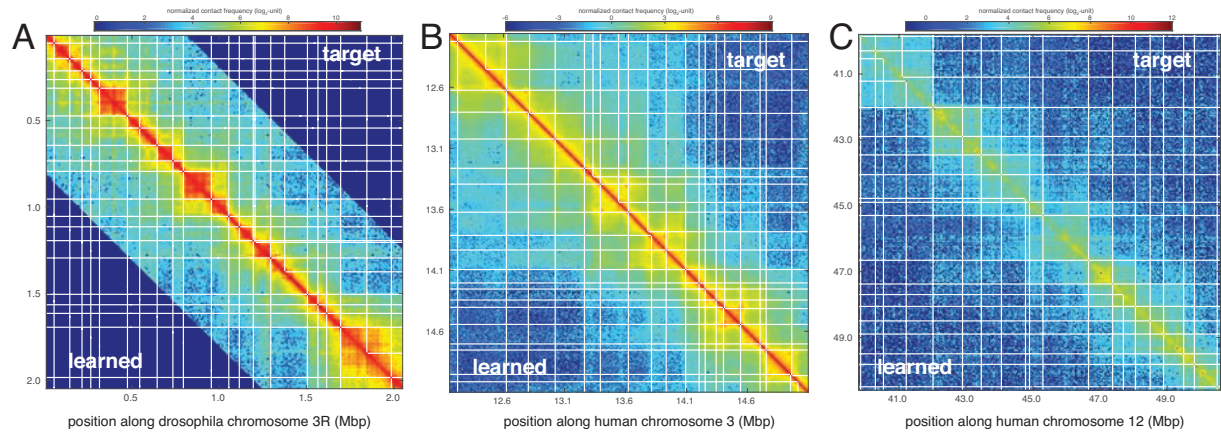 normalized contact frequency (logₑ-unit)
0 2 4 6 8 10
A
target
0.5
1.0
1.5
2.0
learned
0.5 1.0 1.5 2.0
position along drosophila chromosome 3R (Mbp)
normalized contact frequency (logₑ-unit)
-6 -3 0 3 6 9
B
target
12.6
13.1
13.6
14.1
14.6
learned
12.6 13.1 13.6 14.1 14.6
position along human chromosome 3 (Mbp)
normalized contact frequency (logₑ-unit)
0 2 4 6 8 10 12
C
target
41.0
43.0
45.0
47.0
49.0
learned
41.0 43.0 45.0 47.0 49.0
position along human chromosome 12 (Mbp)